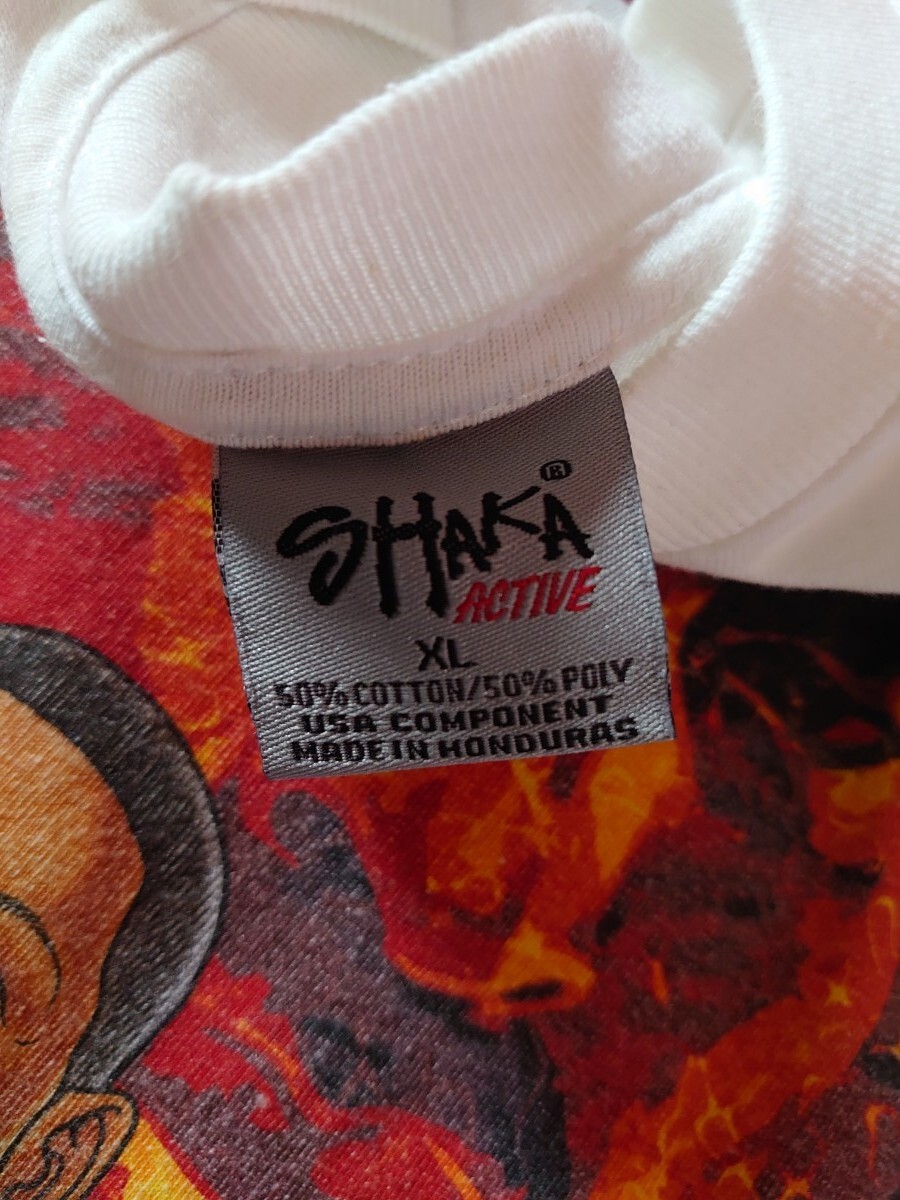 SHAKA®
ACTIVE
XL
50% COTTON/50% POLY
USA COMPONENT
MADE IN HONDURAS